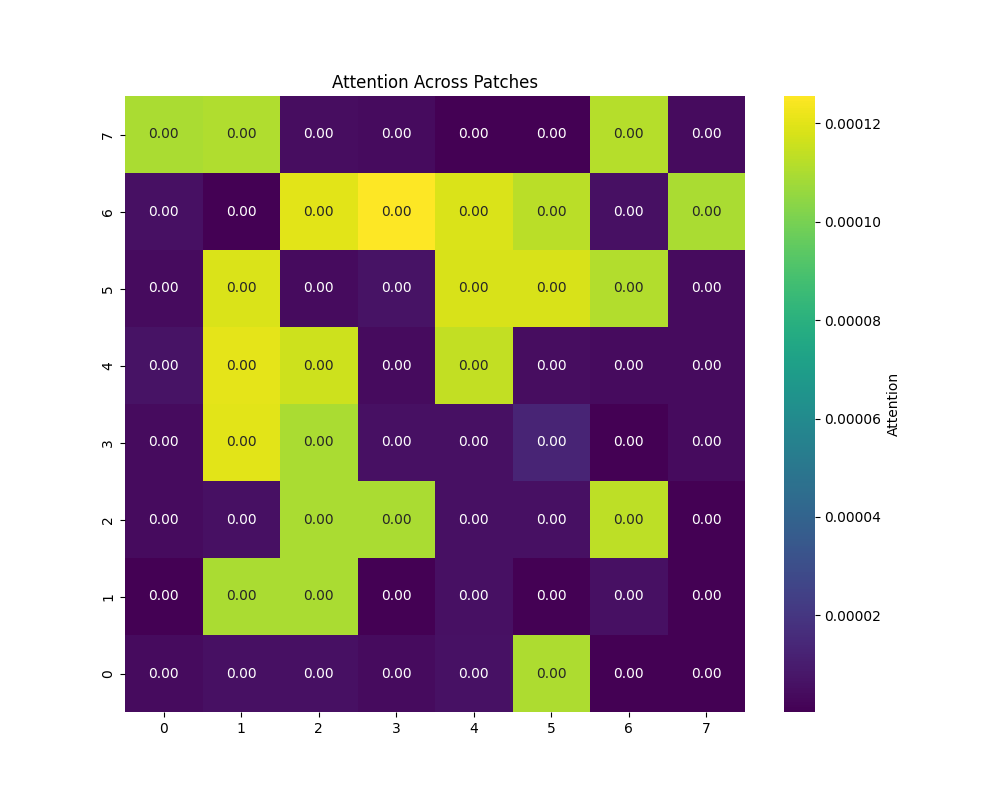 Attention Across Patches
7 0.00 0.00 0.00 0.00 0.00 0.00 0.00 0.00
6 0.00 0.00 0.00 0.00 0.00 0.00 0.00 0.00
5 0.00 0.00 0.00 0.00 0.00 0.00 0.00 0.00
4 0.00 0.00 0.00 0.00 0.00 0.00 0.00 0.00
3 0.00 0.00 0.00 0.00 0.00 0.00 0.00 0.00
2 0.00 0.00 0.00 0.00 0.00 0.00 0.00 0.00
1 0.00 0.00 0.00 0.00 0.00 0.00 0.00 0.00
0 0.00 0.00 0.00 0.00 0.00 0.00 0.00 0.00
0 1 2 3 4 5 6 7
0.00012
0.00010
0.00008
0.00006
0.00004
0.00002
Attention